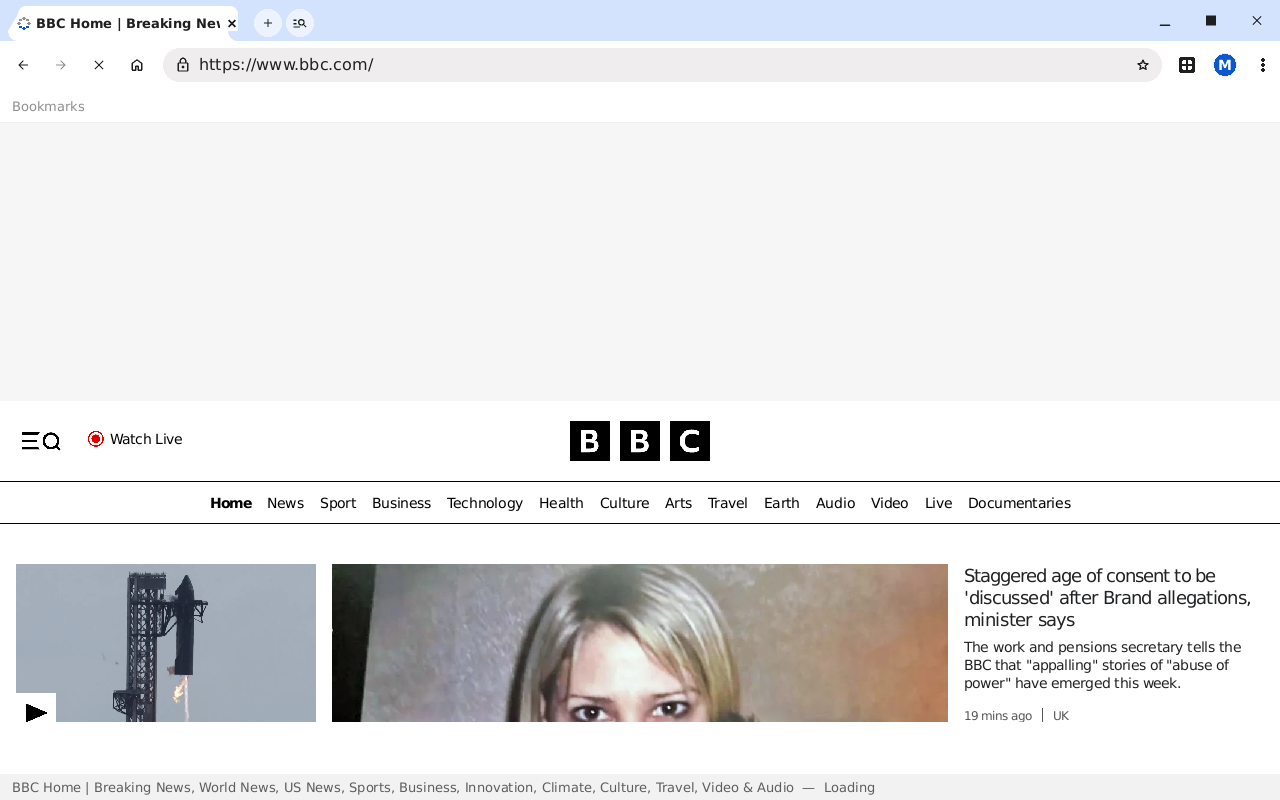 BBC Home | Breaking Nev
https://www.bbc.com/
M
Bookmarks
Watch Live
BBC
Home News Sport Business Technology Health Culture Arts Travel Earth Audio Video Live Documentaries
Staggered age of consent to be
'discussed' after Brand allegations,
minister says
The work and pensions secretary tells the
BBC that "appalling" stories of "abuse of
power" have emerged this week.
19 mins ago | UK
BBC Home | Breaking News, World News, US News, Sports, Business, Innovation, Climate, Culture, Travel, Video & Audio — Loading